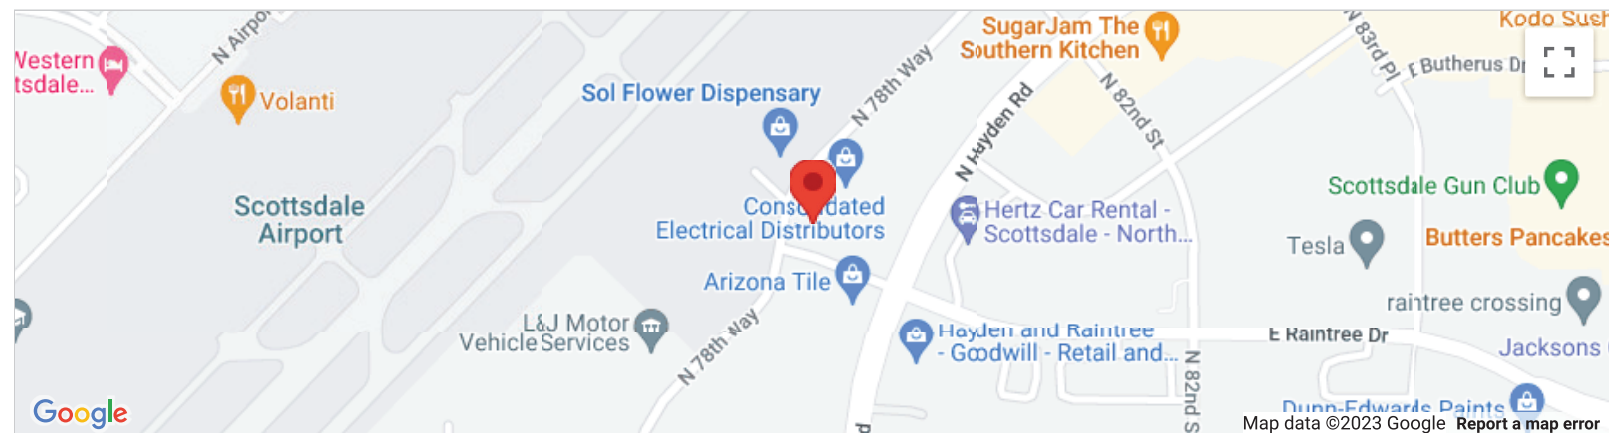 Kodo Sush
SugarJam The
Southern Kitchen
N Airpor
N 83rd Pl
E Butherus Dr
Western
tsdale...
Volanti
Sol Flower Dispensary
N 78th Way
N Hayden Rd
N 82nd St
Scottsdale
Airport
Consolidated
Electrical Distributors
Hertz Car Rental -
Scottsdale - North...
Scottsdale Gun Club
Tesla
Butters Pancakes
Arizona Tile
raintree crossing
L&J Motor
Vehicle Services
N 78th Way
Hayden and Raintree
- Goodwill - Retail and...
E Raintree Dr
Jacksons
N 82nd S
Dunn-Edwards Paints
Google
Map data ©2023 Google Report a map error